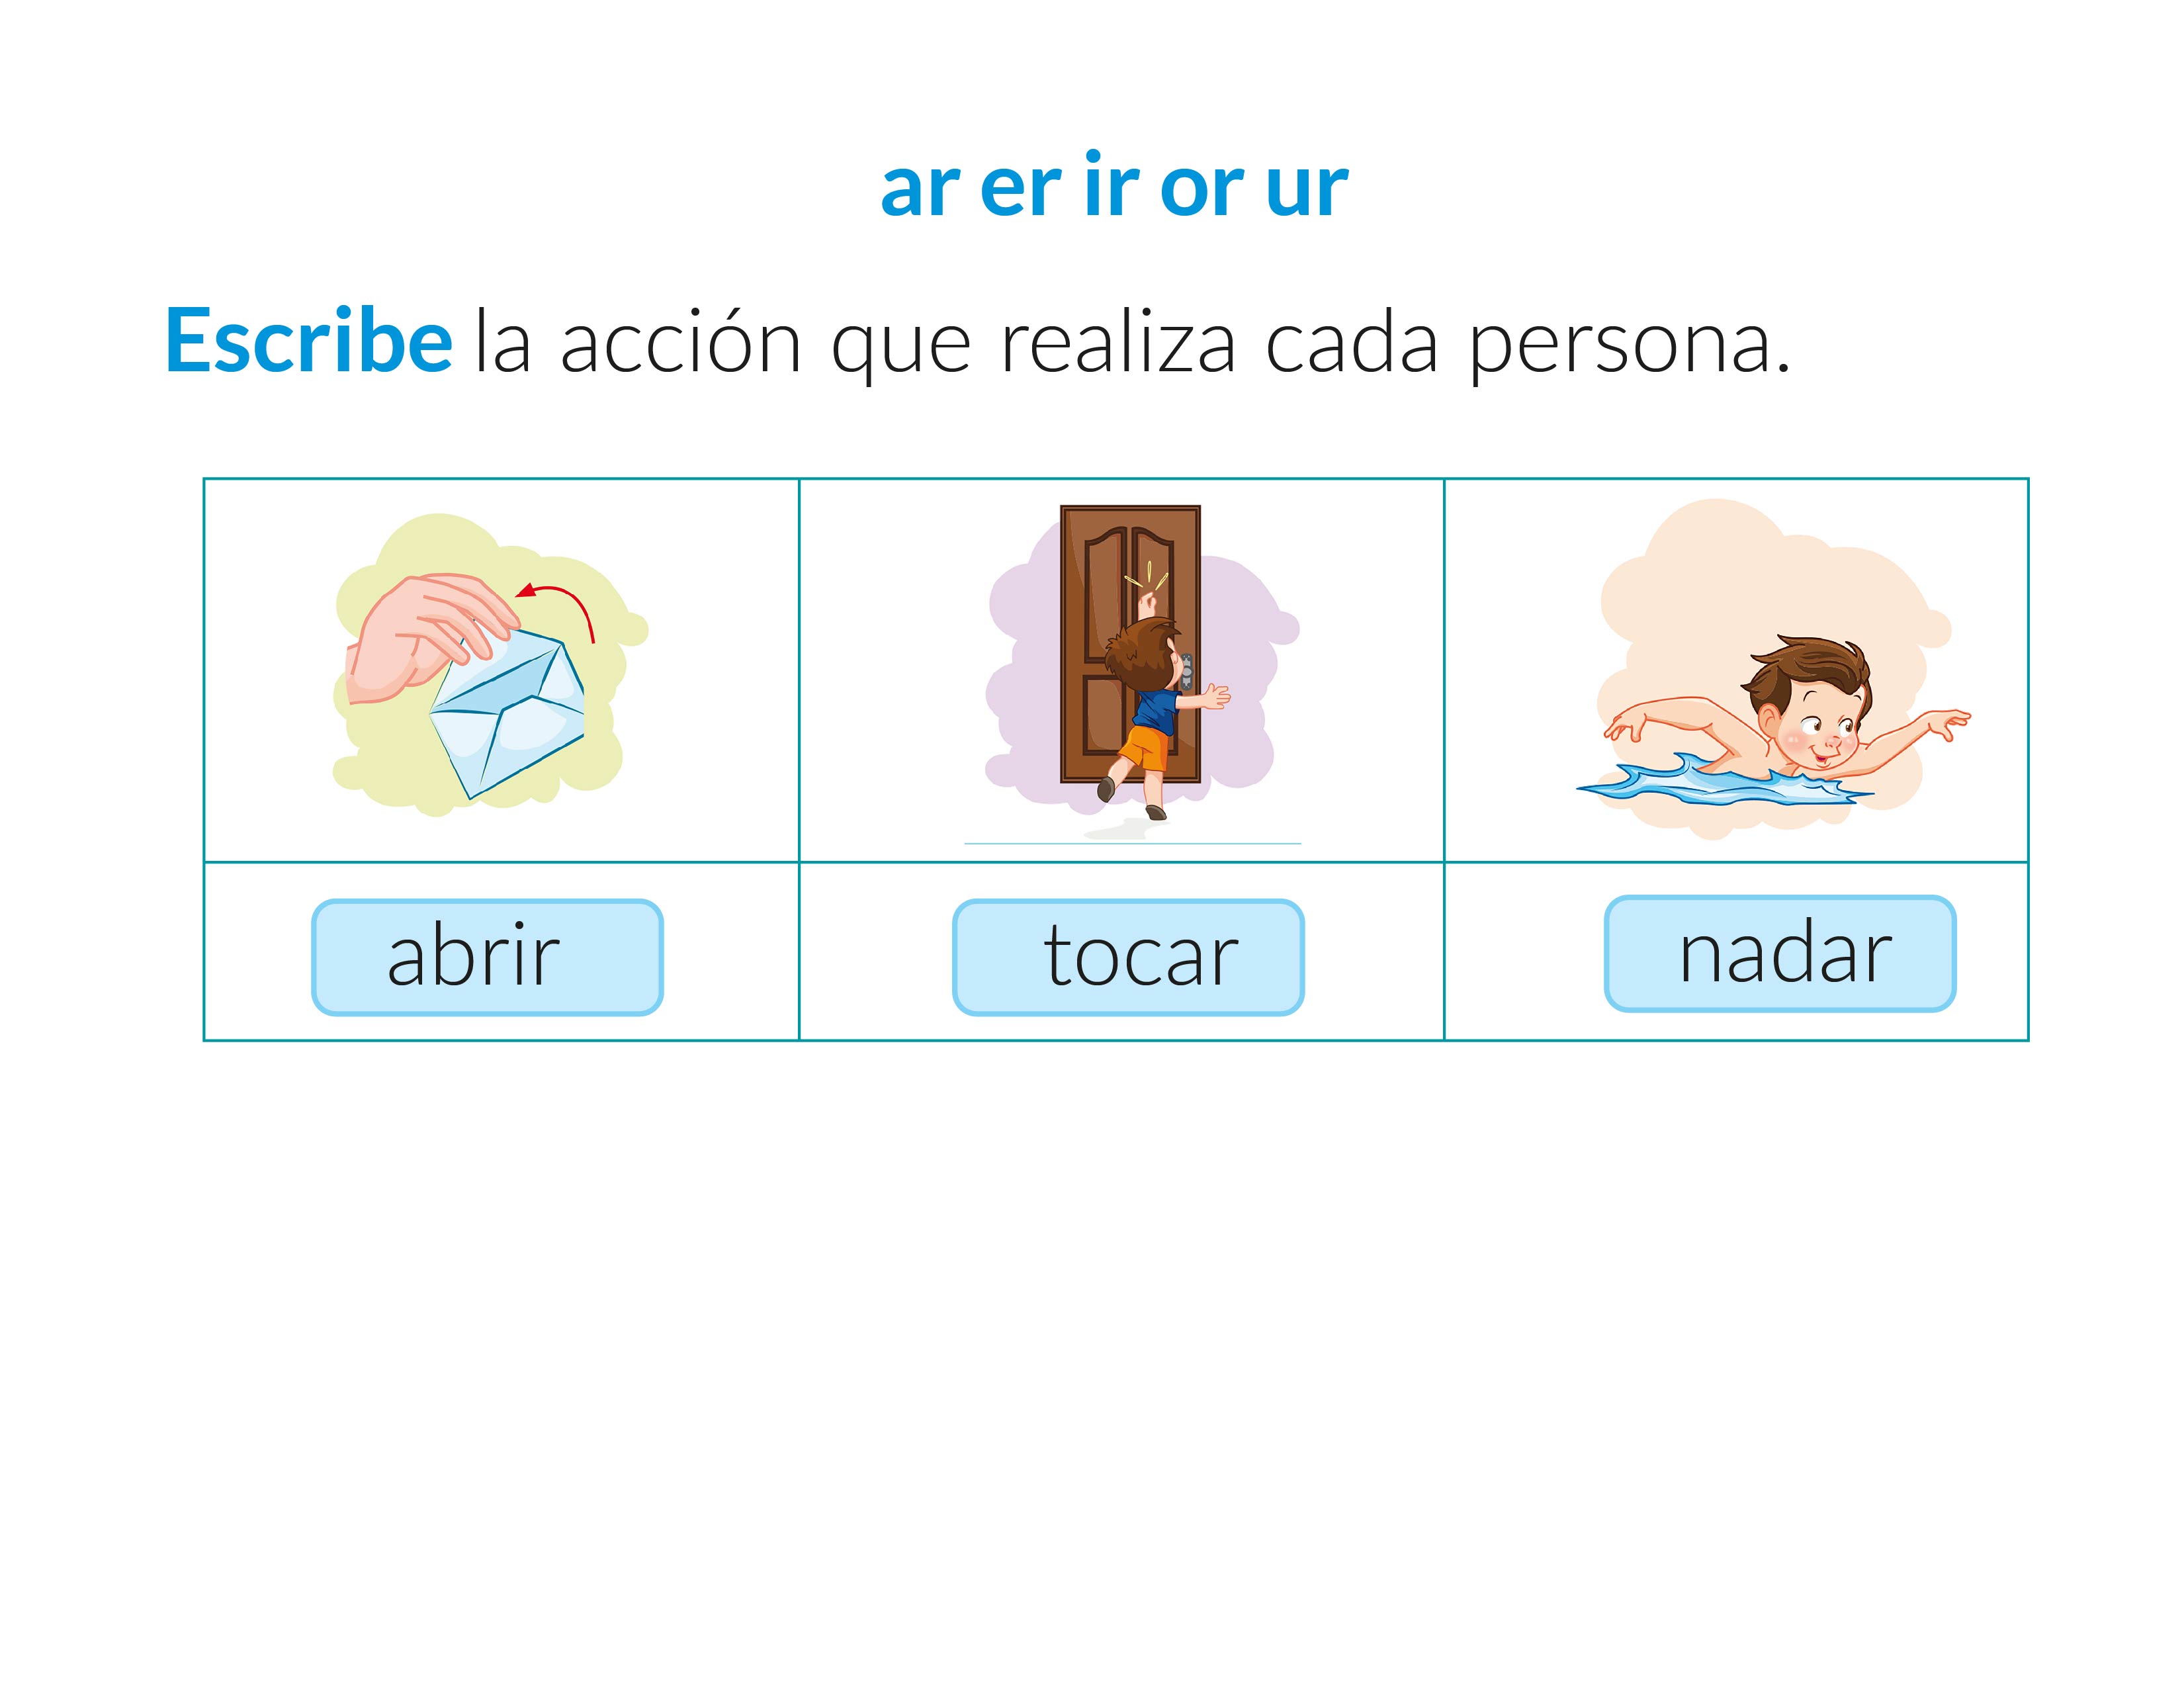 ar er ir or ur
Escribe la acción que realiza cada persona.
abrir
tocar
nadar